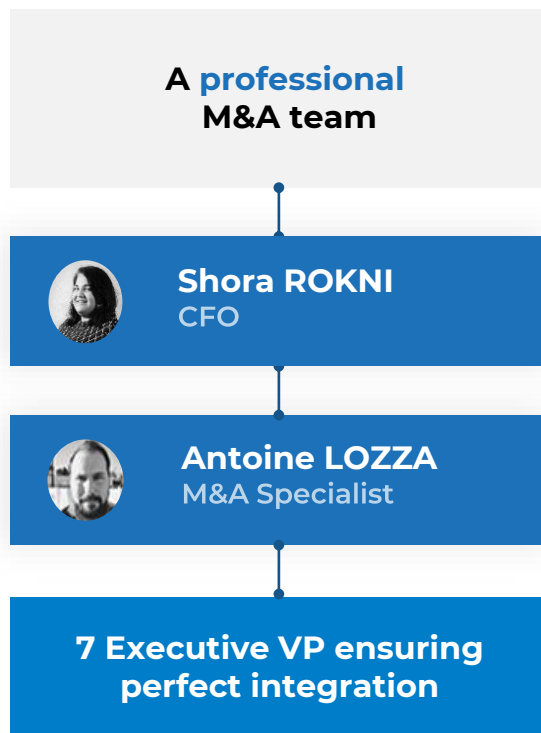 A professional
M&A team
Shora ROKNI
CFO
Antoine LOZZA
M&A Specialist
7 Executive VP ensuring
perfect integration